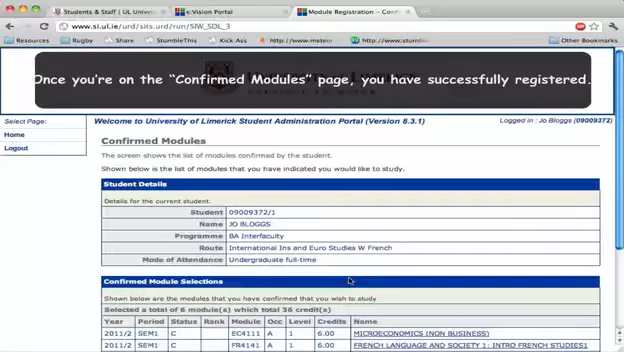 Students & Staff | UL Univer
e:Vision Portal
Module Registration – Confi
www.si.ul.ie/urd/sits.urd/run/SIW_SDL_3
Resources
Rugby
Share
StumbleThis
Kick Ass
http://www.meteor
http://www.stumbl
Other Bookmarks
Once you're on the "Confirmed Modules" page, you have successfully registered.
Select Page:
Welcome to University of Limerick Student Administration Portal (Version 8.3.1)
Logged in : Jo Bloggs (09009372)
Home
Logout
Confirmed Modules
The screen shows the list of modules confirmed by the student.
Shown below is the list of modules that you have indicated you would like to study.
Student Details
Details for the current student.
Student 09009372/1
Name JO BLOGGS
Programme BA Interfaculty
Route International Ins and Euro Studies W French
Mode of Attendance Undergraduate full-time
Confirmed Module Selections
Shown below are the modules that you have confirmed that you wish to study
Selected a total of 6 module(s) which total 36 credit(s)
Year Period Status Rank Module Occ Level Credits Name
2011/2 SEM1 C EC4111 A 1 6.00 MICROECONOMICS (NON BUSINESS)
2011/2 SEM1 C FR4141 A 1 6.00 FRENCH LANGUAGE AND SOCIETY 1: INTRO FRENCH STUDIES1